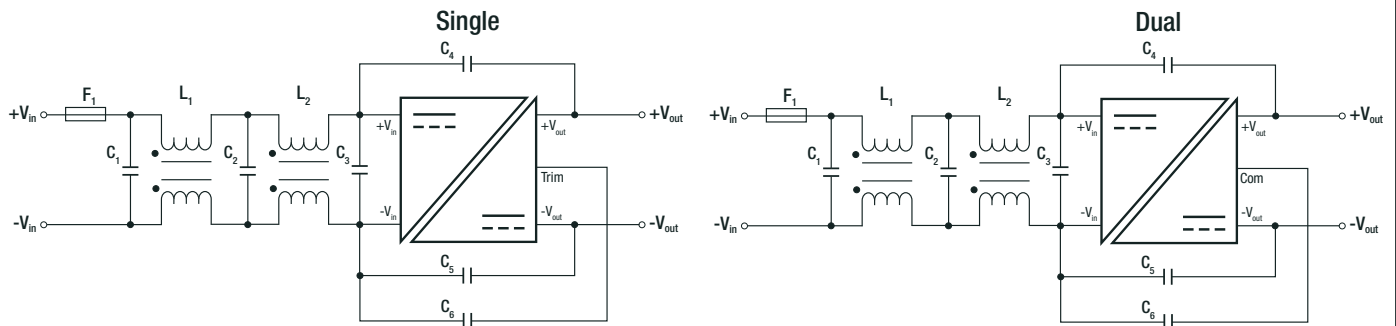 Single
C₄
F₁ L₁ L₂
+Vᵢₙ +Vᵢₙ +Vₒᵤₜ +Vₒᵤₜ
C₁ C₂ C₃
Trim
-Vᵢₙ -Vᵢₙ -Vₒᵤₜ -Vₒᵤₜ
C₅
C₆
Dual
C₄
F₁ L₁ L₂
+Vᵢₙ +Vᵢₙ +Vₒᵤₜ +Vₒᵤₜ
C₁ C₂ C₃
Com
-Vᵢₙ -Vᵢₙ -Vₒᵤₜ -Vₒᵤₜ
C₅
C₆